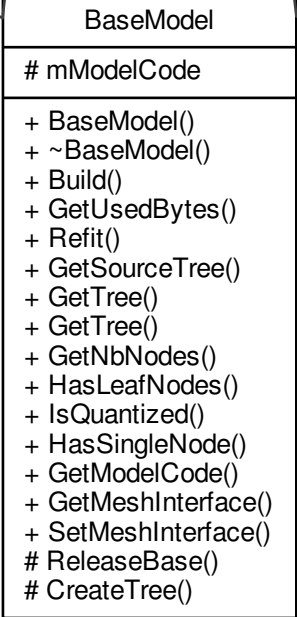 BaseModel
# mModelCode
+ BaseModel()
+ ~BaseModel()
+ Build()
+ GetUsedBytes()
+ Refit()
+ GetSourceTree()
+ GetTree()
+ GetTree()
+ GetNbNodes()
+ HasLeafNodes()
+ IsQuantized()
+ HasSingleNode()
+ GetModelCode()
+ GetMeshInterface()
+ SetMeshInterface()
# ReleaseBase()
# CreateTree()